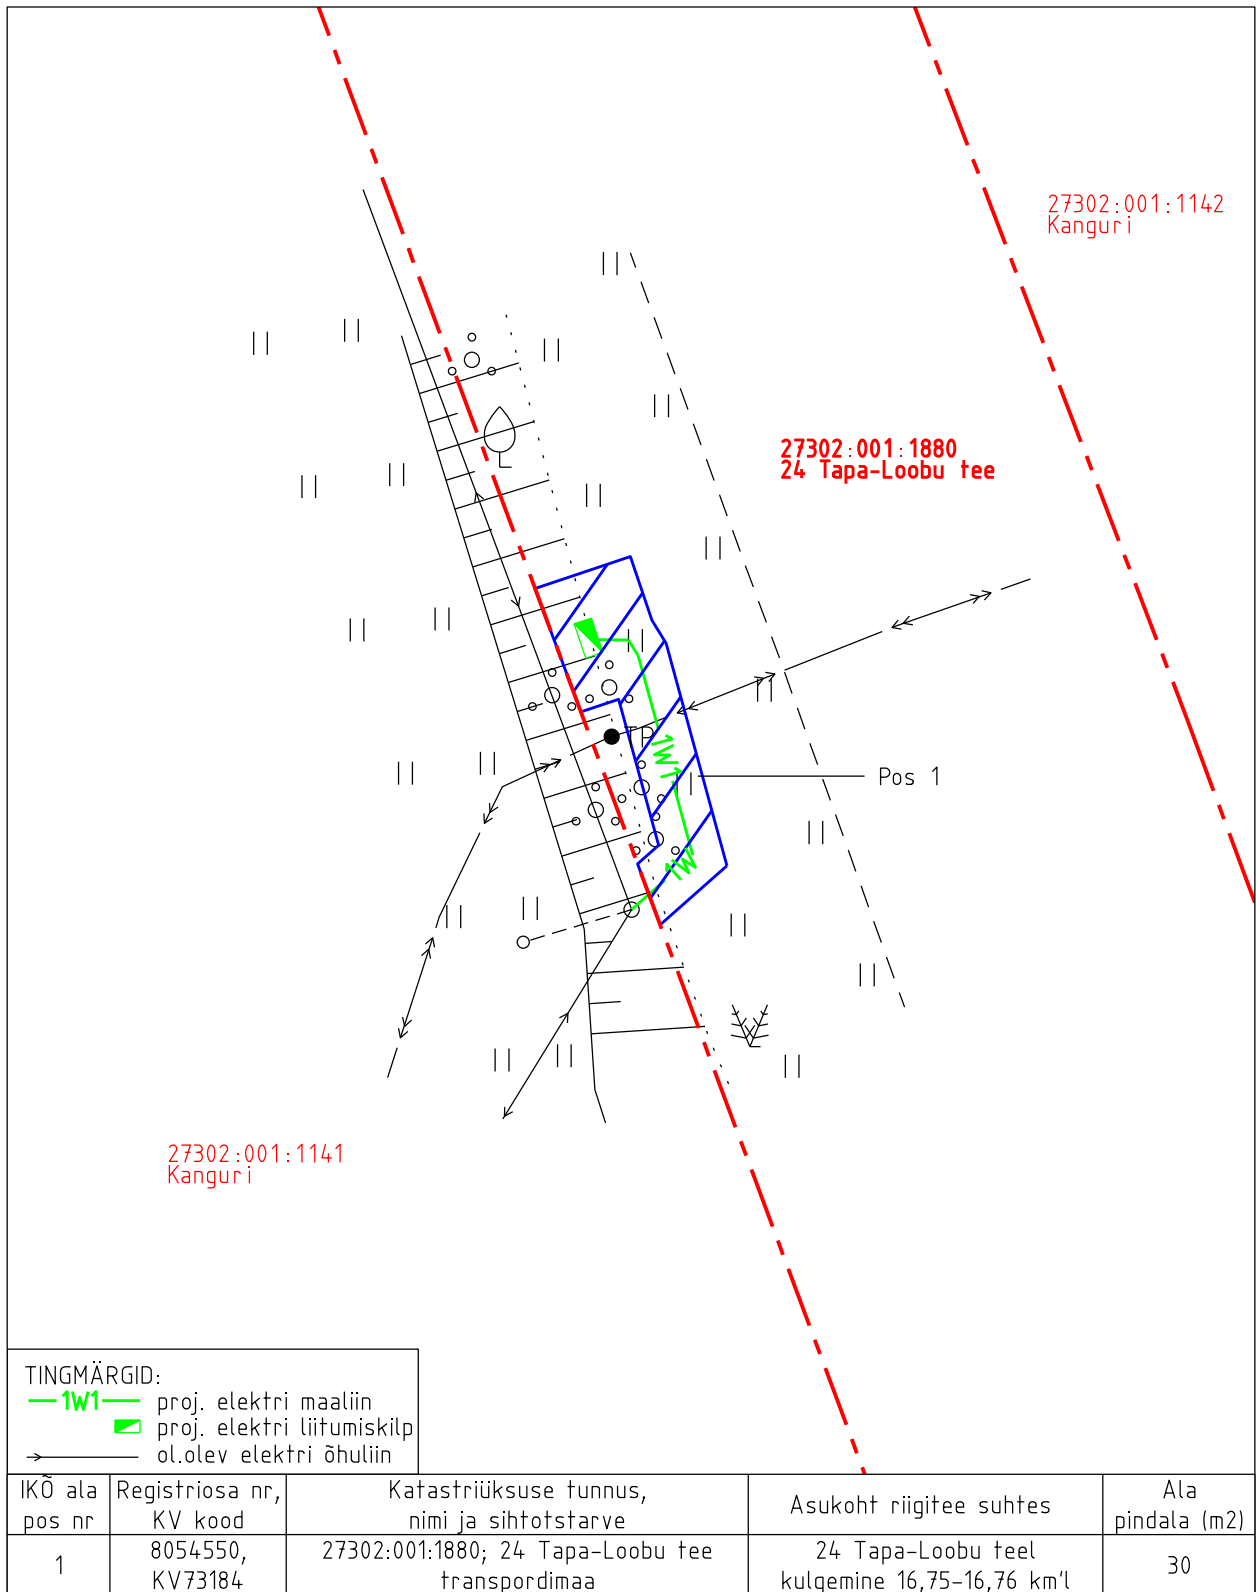 27302:001:1142
Kanguri
27302:001:1880
24 Tapa-Loobu tee
TP
1W1
Pos 1
1W
27302:001:1141
Kanguri
TINGMÄRGID:
1W1 proj. elektri maaliin
proj. elektri liitumiskilp
ol.olev elektri õhuliin
IKÕ ala pos nr
Registriosa nr, KV kood
Katastriüksuse tunnus, nimi ja sihtotstarve
Asukoht riigitee suhtes
Ala pindala (m2)
1
8054550, KV73184
27302:001:1880; 24 Tapa-Loobu tee transpordimaa
24 Tapa-Loobu teel kulgemine 16,75-16,76 km'l
30